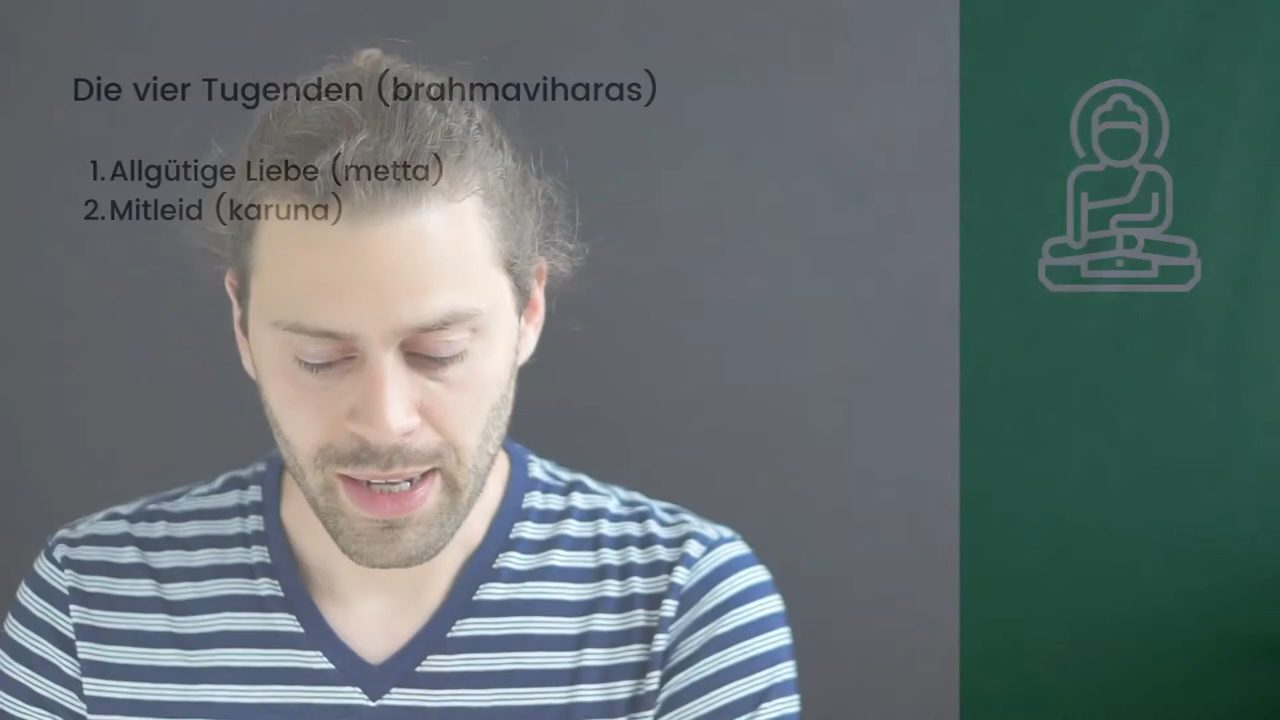 Die vier Tugenden (brahmaviharas)
1. Allgütige Liebe (metta)
2. Mitleid (karuna)